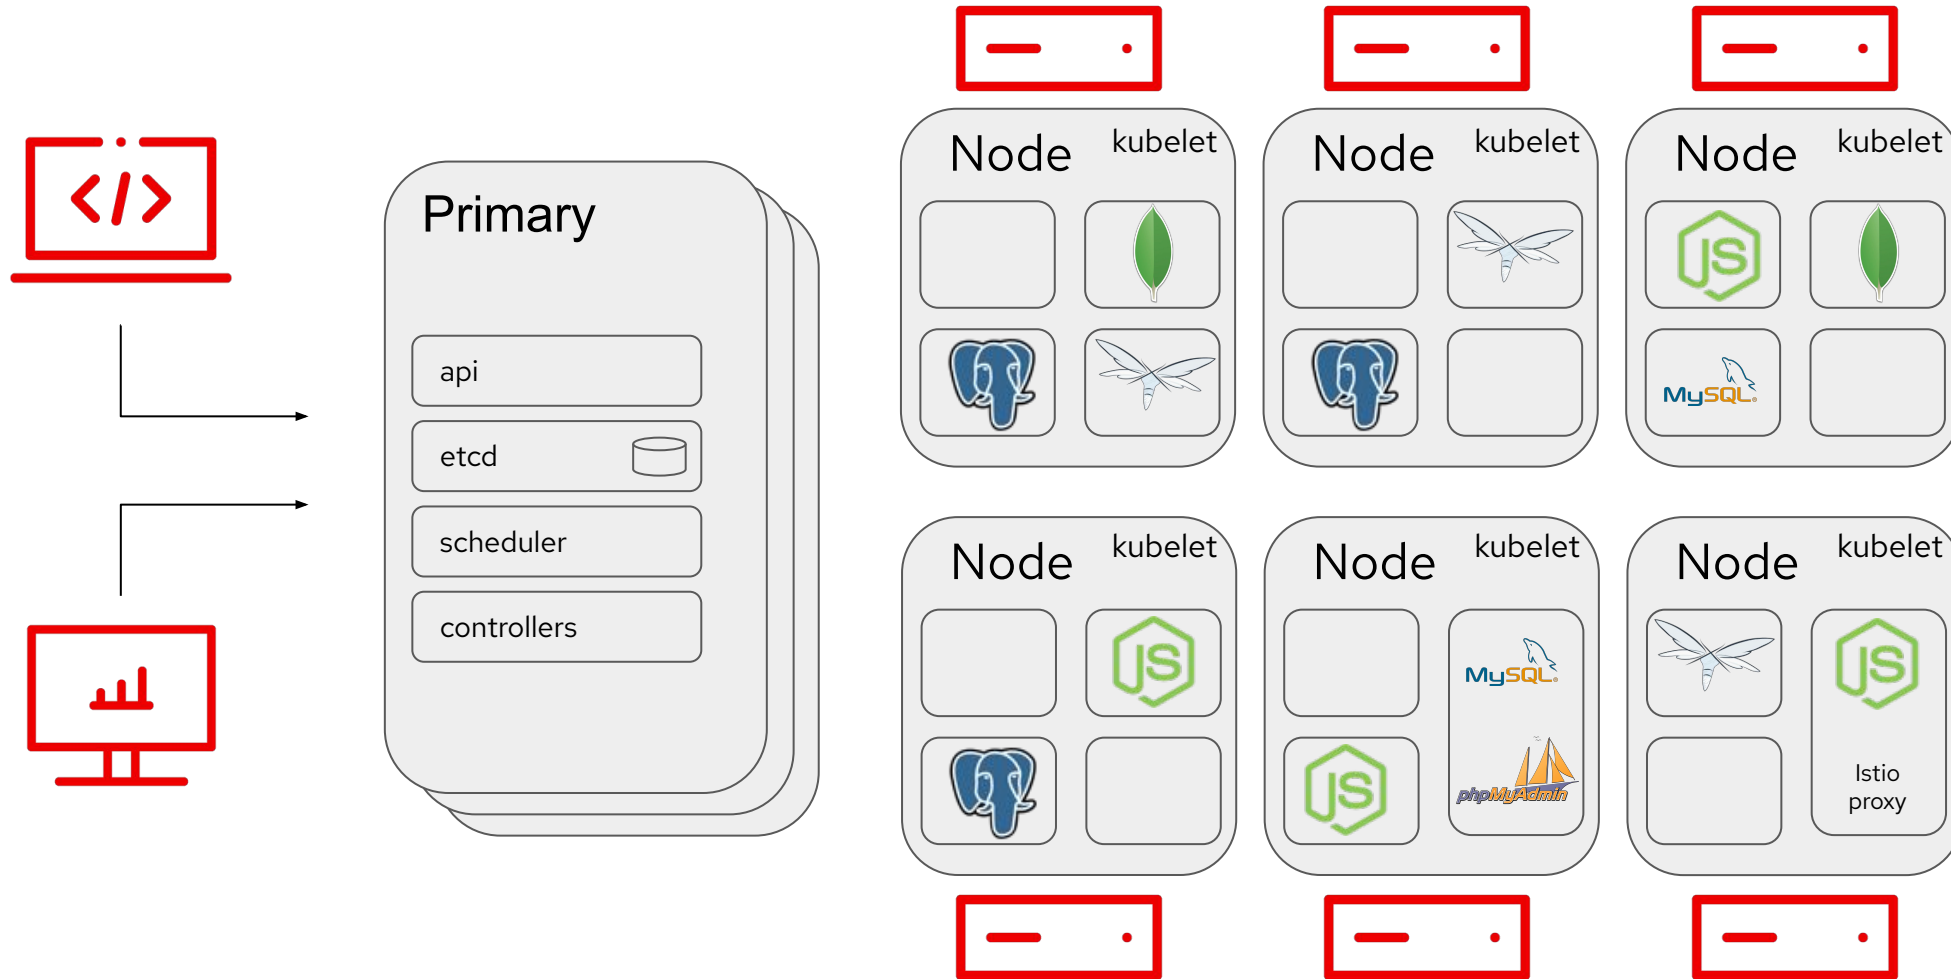 Primary
api
etcd
scheduler
controllers
Node kubelet
Node kubelet
Node kubelet
JS
MySQL®
Node kubelet
JS
Node kubelet
MySQL®
JS
phpMyAdmin
Node kubelet
JS
Istio
proxy